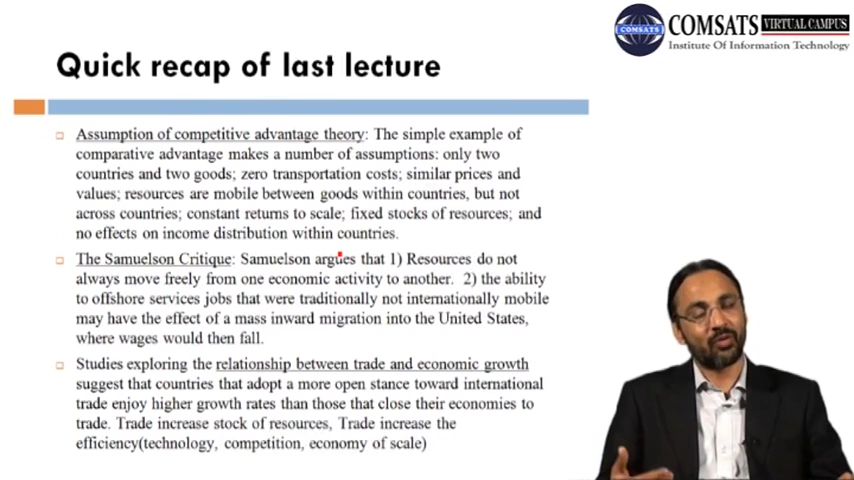 COMSATS VIRTUAL CAMPUS
COMSATS
Institute Of Information Technology
Quick recap of last lecture
Assumption of competitive advantage theory: The simple example of
comparative advantage makes a number of assumptions: only two
countries and two goods; zero transportation costs; similar prices and
values; resources are mobile between goods within countries, but not
across countries; constant returns to scale; fixed stocks of resources; and
no effects on income distribution within countries.
The Samuelson Critique: Samuelson argues that 1) Resources do not
always move freely from one economic activity to another. 2) the ability
to offshore services jobs that were traditionally not internationally mobile
may have the effect of a mass inward migration into the United States,
where wages would then fall.
Studies exploring the relationship between trade and economic growth
suggest that countries that adopt a more open stance toward international
trade enjoy higher growth rates than those that close their economies to
trade. Trade increase stock of resources, Trade increase the
efficiency(technology, competition, economy of scale)